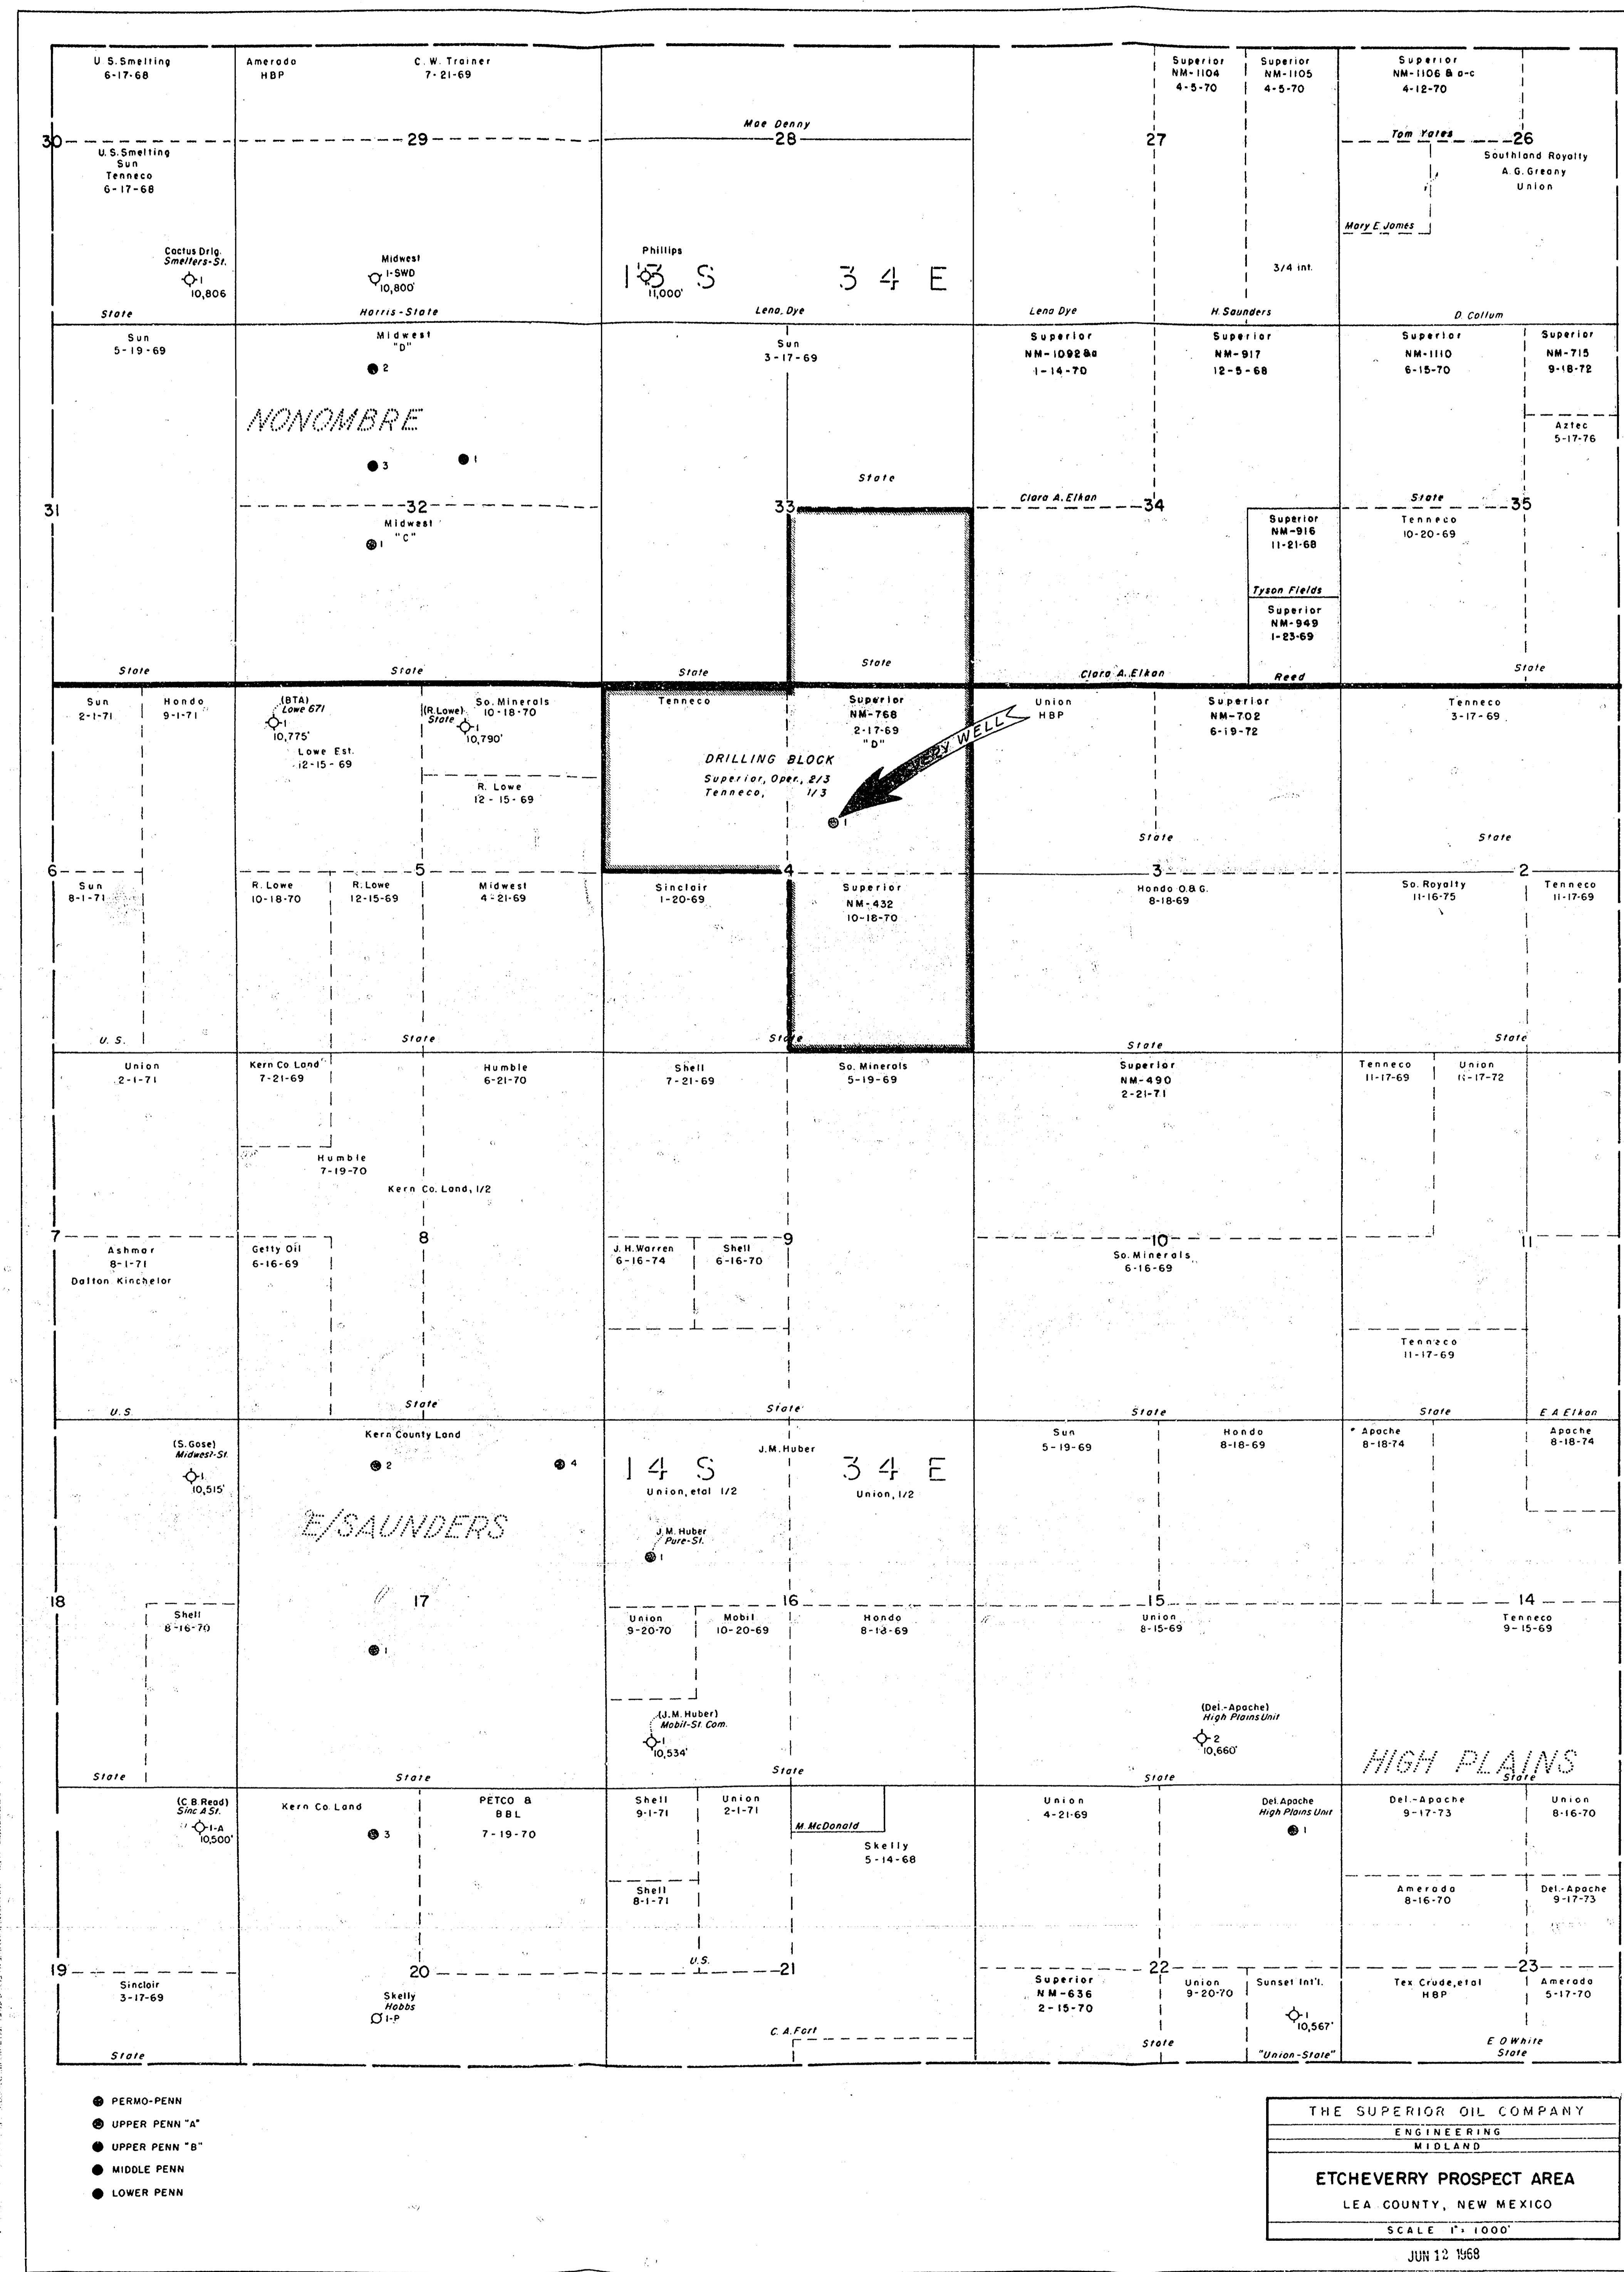 U.S. Smelting
6-17-68
Amerada
HBP
C. W. Trainer
7-21-69
Superior
NM-1104
4-5-70
Superior
NM-1105
4-5-70
Superior
NM-1106 & a-c
4-12-70
Mae Denny
Tom Yates
30
29
28
27
26
U.S. Smelting
Sun
Tenneco
6-17-68
Southland Royalty
A. G. Greany
Union
Mary E. James
Cactus Drlg.
Smelters-St.
1
10,806
Midwest
1-SWD
10,800'
Phillips
11,000'
13 S 34 E
3/4 int.
State
Harris-State
Lena Dye
Lena Dye
H. Saunders
D. Collum
Sun
5-19-69
Midwest
"D"
2
Sun
3-17-69
Superior
NM-1092&a
1-14-70
Superior
NM-917
12-5-68
Superior
NM-1110
6-15-70
Superior
NM-715
9-18-72
NONOMBRE
Aztec
5-17-76
3
1
State
Clara A. Elkan
State
31
32
33
34
35
Midwest
"C"
1
Superior
NM-916
11-21-68
Tenneco
10-20-69
Tyson Fields
Superior
NM-949
1-23-69
State
State
State
State
Clara A. Elkan
Reed
State
Sun
2-1-71
Hondo
9-1-71
(BTA)
Lowe 671
1
10,775'
Lowe Est.
12-15-69
(R. Lowe)
State
So. Minerals
10-18-70
1
10,790'
Tenneco
Superior
NM-768
2-17-69
"D"
Union
HBP
Superior
NM-702
6-19-72
Tenneco
3-17-69
VERY WELL
DRILLING BLOCK
Superior, Oper., 2/3
Tenneco, 1/3
1
R. Lowe
12-15-69
State
State
6
5
4
3
2
Sun
8-1-71
R. Lowe
10-18-70
R. Lowe
12-15-69
Midwest
4-21-69
Sinclair
1-20-69
Superior
NM-432
10-18-70
Hondo O.& G.
8-18-69
So. Royalty
11-16-75
Tenneco
11-17-69
U. S.
State
State
State
State
Union
2-1-71
Kern Co Land
7-21-69
Humble
6-21-70
Shell
7-21-69
So. Minerals
5-19-69
Superior
NM-490
2-21-71
Tenneco
11-17-69
Union
Humble
7-19-70
Kern Co. Land, 1/2
7
8
9
10
11
Ashmar
8-1-71
Dalton Kinchelor
Getty Oil
6-16-69
J. H. Warren
6-16-74
Shell
6-16-70
So. Minerals
6-16-69
Tenneco
11-17-69
U. S.
State
State
State
State
E A Elkan
(S. Gose)
Midwest-St.
1
10,515'
Kern County Land
2
4
J. M. Huber
14 S 34 E
Union, etal 1/2
Union, 1/2
Sun
5-19-69
Hondo
8-18-69
Apache
8-18-74
Apache
8-18-74
E/SAUNDERS
J. M. Huber
Pure-St.
1
18
17
16
15
14
Shell
8-16-70
1
Union
9-20-70
Mobil
10-20-69
Hondo
8-18-69
Union
8-15-69
Tenneco
9-15-69
(J. M. Huber)
Mobil-St. Com.
1
10,534'
(Del.-Apache)
High Plains Unit
2
10,660'
HIGH PLAINS
State
State
State
State
State
(C. B. Read)
Sinc A St.
1-A
10,500'
Kern Co. Land
3
PETCO &
BBL
7-19-70
Shell
9-1-71
Union
2-1-71
M. McDonald
Skelly
5-14-68
Union
4-21-69
Del. Apache
High Plains Unit
1
Del.-Apache
9-17-73
Union
8-16-70
Shell
8-1-71
Amerada
8-16-70
Del.-Apache
9-17-73
U.S.
19
20
21
22
23
Sinclair
3-17-69
Skelly
Hobbs
1-P
C. A. Fort
Superior
NM-636
2-15-70
Union
9-20-70
Sunset Int'l.
1
10,567'
Tex Crude, etal
HBP
Amerada
5-17-70
State
State
"Union-State"
E O White
State
PERMO-PENN
UPPER PENN "A"
UPPER PENN "B"
MIDDLE PENN
LOWER PENN
THE SUPERIOR OIL COMPANY
ENGINEERING
MIDLAND
ETCHEVERRY PROSPECT AREA
LEA COUNTY, NEW MEXICO
SCALE 1" = 1000'
JUN 12 1968